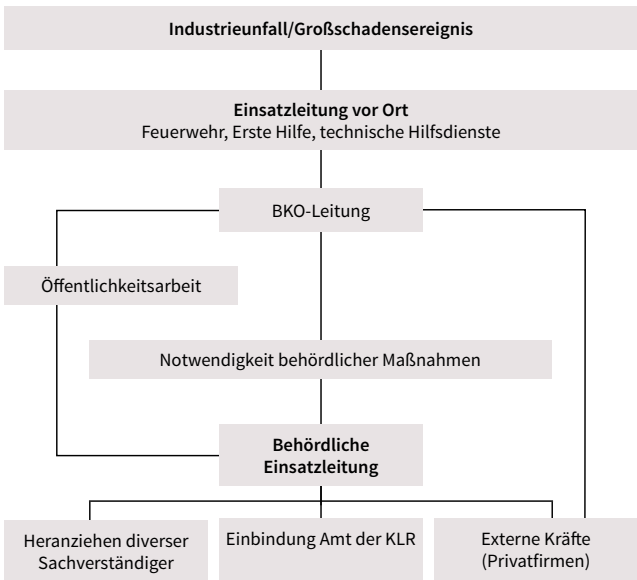 Industrieunfall/Großschadensereignis
Einsatzleitung vor Ort
Feuerwehr, Erste Hilfe, technische Hilfsdienste
BKO-Leitung
Öffentlichkeitsarbeit
Notwendigkeit behördlicher Maßnahmen
Behördliche
Einsatzleitung
Heranziehen diverser
Sachverständiger
Einbindung Amt der KLR
Externe Kräfte
(Privatfirmen)